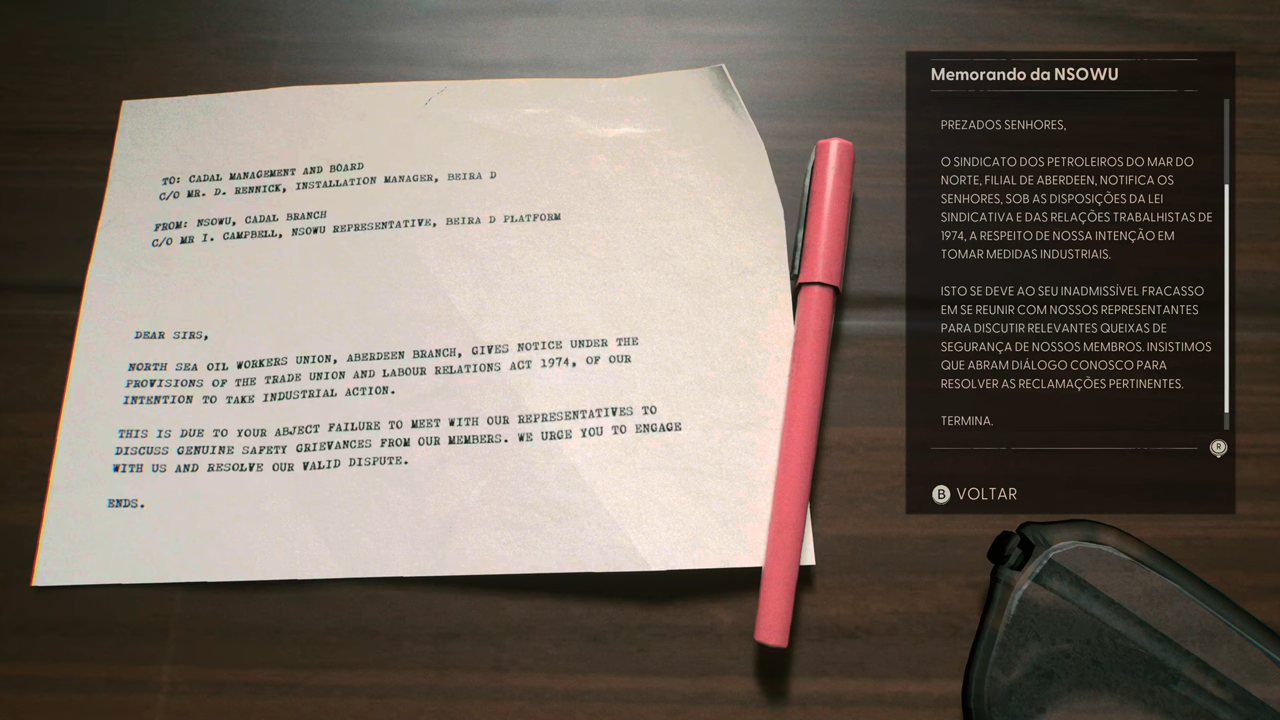 TO: CADAL MANAGEMENT AND BOARD
C/O MR. D. RENNICK, INSTALLATION MANAGER, BEIRA D
FROM: NSOWU, CADAL BRANCH
C/O MR I. CAMPBELL, NSOWU REPRESENTATIVE, BEIRA D PLATFORM
DEAR SIRS,
NORTH SEA OIL WORKERS UNION, ABERDEEN BRANCH, GIVES NOTICE UNDER THE
PROVISIONS OF THE TRADE UNION AND LABOUR RELATIONS ACT 1974, OF OUR
INTENTION TO TAKE INDUSTRIAL ACTION.
THIS IS DUE TO YOUR ABJECT FAILURE TO MEET WITH OUR REPRESENTATIVES TO
DISCUSS GENUINE SAFETY GRIEVANCES FROM OUR MEMBERS. WE URGE YOU TO ENGAGE
WITH US AND RESOLVE OUR VALID DISPUTE.
ENDS.
Memorando da NSOWU
PREZADOS SENHORES,
O SINDICATO DOS PETROLEIROS DO MAR DO
NORTE, FILIAL DE ABERDEEN, NOTIFICA OS
SENHORES, SOB AS DISPOSIÇÕES DA LEI
SINDICATIVA E DAS RELAÇÕES TRABALHISTAS DE
1974, A RESPEITO DE NOSSA INTENÇÃO EM
TOMAR MEDIDAS INDUSTRIAIS.
ISTO SE DEVE AO SEU INADMISSÍVEL FRACASSO
EM SE REUNIR COM NOSSOS REPRESENTANTES
PARA DISCUTIR RELEVANTES QUEIXAS DE
SEGURANÇA DE NOSSOS MEMBROS. INSISTIMOS
QUE ABRAM DIÁLOGO CONOSCO PARA
RESOLVER AS RECLAMAÇÕES PERTINENTES.
TERMINA.
R
B VOLTAR